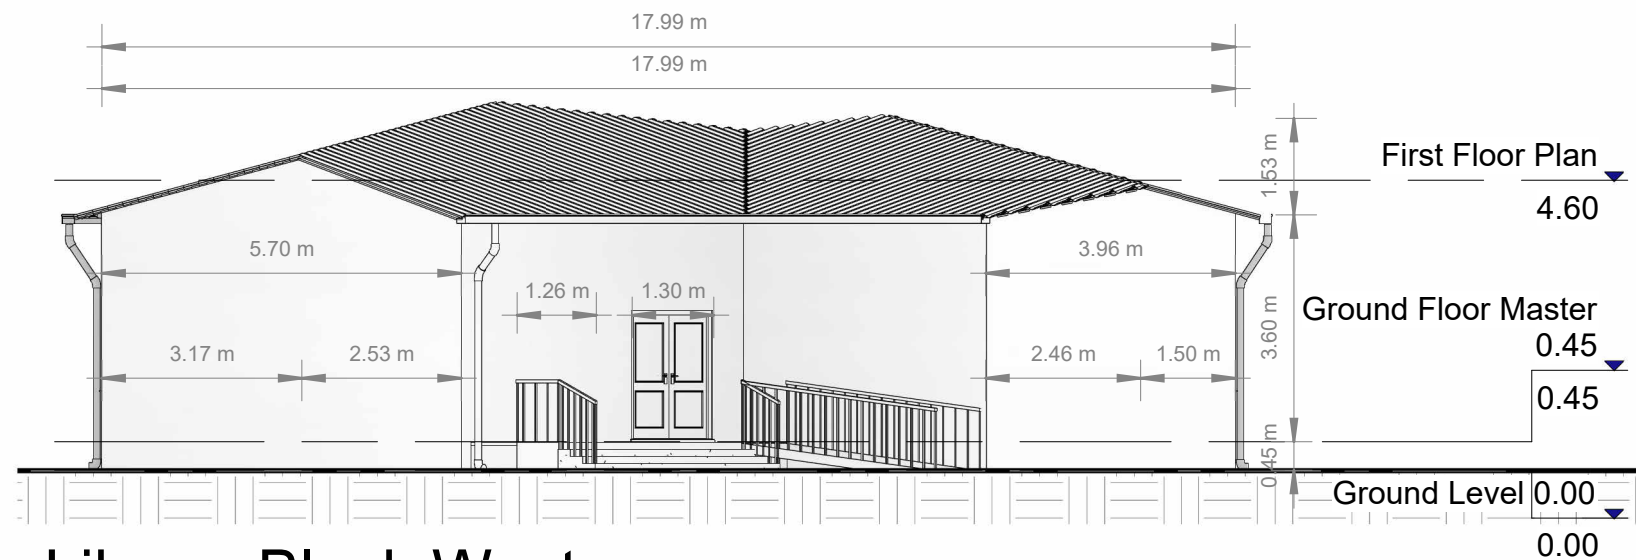 17.99 m
17.99 m
1.53 m
First Floor Plan
4.60
5.70 m
3.96 m
1.26 m
1.30 m
Ground Floor Master
0.45
3.60 m
3.17 m
2.53 m
2.46 m
1.50 m
0.45
0.45 m
Ground Level
0.00
0.00